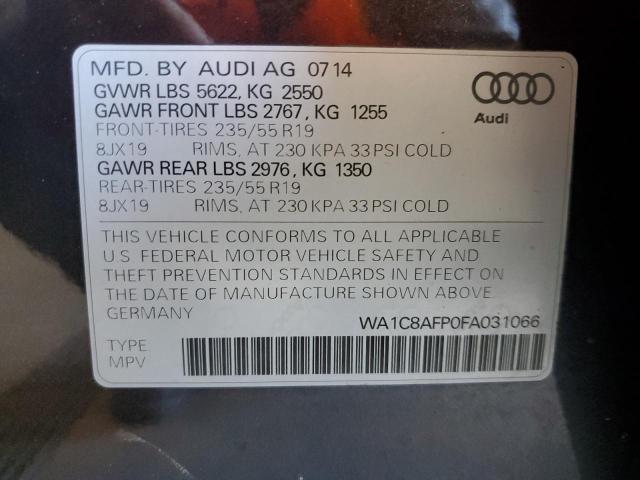 MFD. BY AUDI AG 07 14
GVWR LBS 5622, KG 2550
GAWR FRONT LBS 2767, KG 1255
FRONT-TIRES 235/55 R19
8JX19 RIMS, AT 230 KPA 33 PSI COLD
GAWR REAR LBS 2976, KG 1350
REAR-TIRES 235/55 R19
8JX19 RIMS, AT 230 KPA 33 PSI COLD
Audi
THIS VEHICLE CONFORMS TO ALL APPLICABLE
U.S. FEDERAL MOTOR VEHICLE SAFETY AND
THEFT PREVENTION STANDARDS IN EFFECT ON
THE DATE OF MANUFACTURE SHOWN ABOVE
GERMANY
WA1C8AFP0FA031066
TYPE
MPV